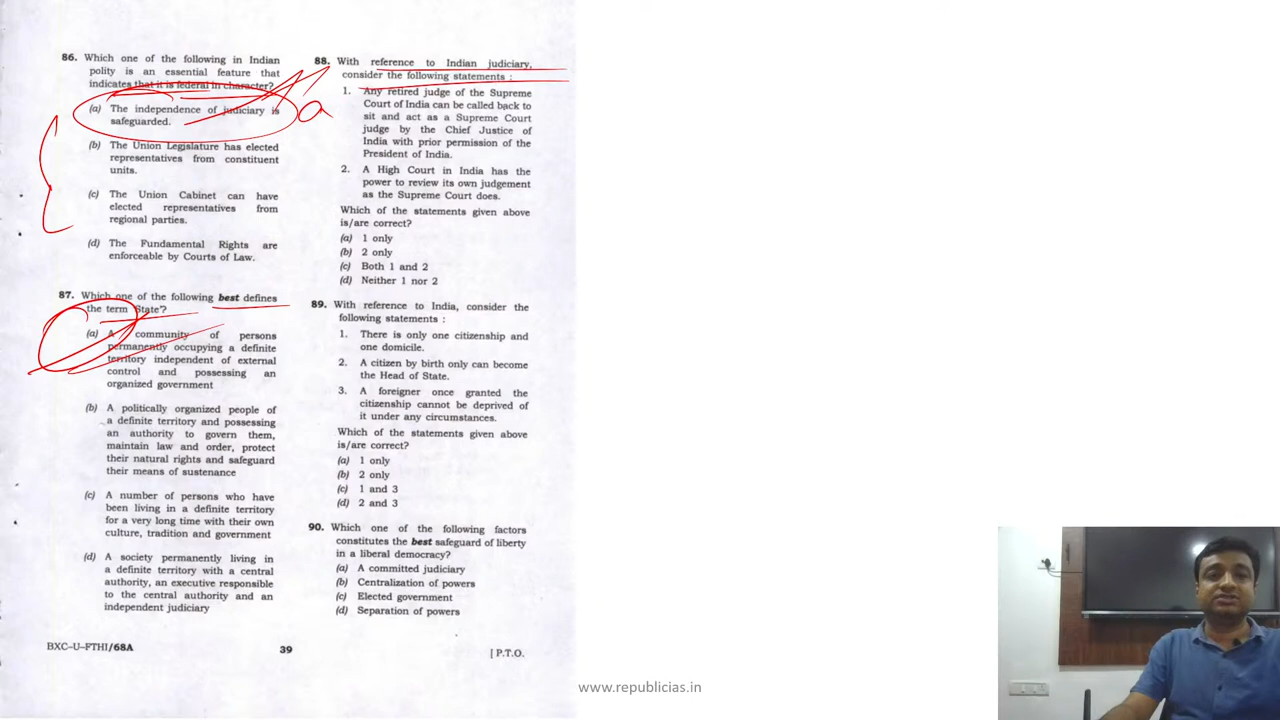 86. Which one of the following in Indian
polity is an essential feature that
indicates that it is federal in character?
(a) The independence of judiciary is
safeguarded.
(b) The Union Legislature has elected
representatives from constituent
units.
(c) The Union Cabinet can have
elected representatives from
regional parties.
(d) The Fundamental Rights are
enforceable by Courts of Law.
a
87. Which one of the following best defines
the term 'State'?
(a) A community of persons
permanently occupying a definite
territory independent of external
control and possessing an
organized government
(b) A politically organized people of
a definite territory and possessing
an authority to govern them,
maintain law and order, protect
their natural rights and safeguard
their means of sustenance
(c) A number of persons who have
been living in a definite territory
for a very long time with their own
culture, tradition and government
(d) A society permanently living in
a definite territory with a central
authority, an executive responsible
to the central authority and an
independent judiciary
88. With reference to Indian judiciary,
consider the following statements :
1. Any retired judge of the Supreme
Court of India can be called back to
sit and act as a Supreme Court
judge by the Chief Justice of
India with prior permission of the
President of India.
2. A High Court in India has the
power to review its own judgement
as the Supreme Court does.
Which of the statements given above
is/are correct?
(a) 1 only
(b) 2 only
(c) Both 1 and 2
(d) Neither 1 nor 2
89. With reference to India, consider the
following statements :
1. There is only one citizenship and
one domicile.
2. A citizen by birth only can become
the Head of State.
3. A foreigner once granted the
citizenship cannot be deprived of
it under any circumstances.
Which of the statements given above
is/are correct?
(a) 1 only
(b) 2 only
(c) 1 and 3
(d) 2 and 3
90. Which one of the following factors
constitutes the best safeguard of liberty
in a liberal democracy?
(a) A committed judiciary
(b) Centralization of powers
(c) Elected government
(d) Separation of powers
BXC-U-FTHI/68A
39
[ P.T.O.
www.republicias.in